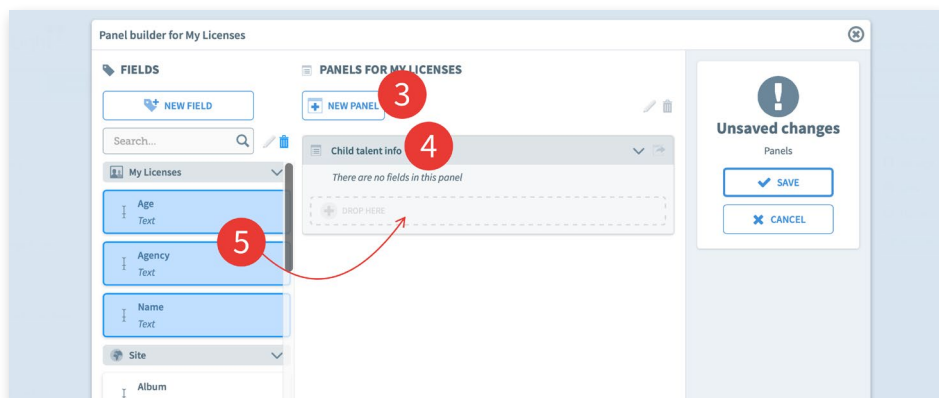 Panel builder for My Licenses
FIELDS
NEW FIELD
Search...
My Licenses
Age
Text
Agency
Text
Name
Text
Site
Album
PANELS FOR MY LICENSES
NEW PANEL
3
Child talent info
4
There are no fields in this panel
DROP HERE
5
Unsaved changes
Panels
SAVE
CANCEL